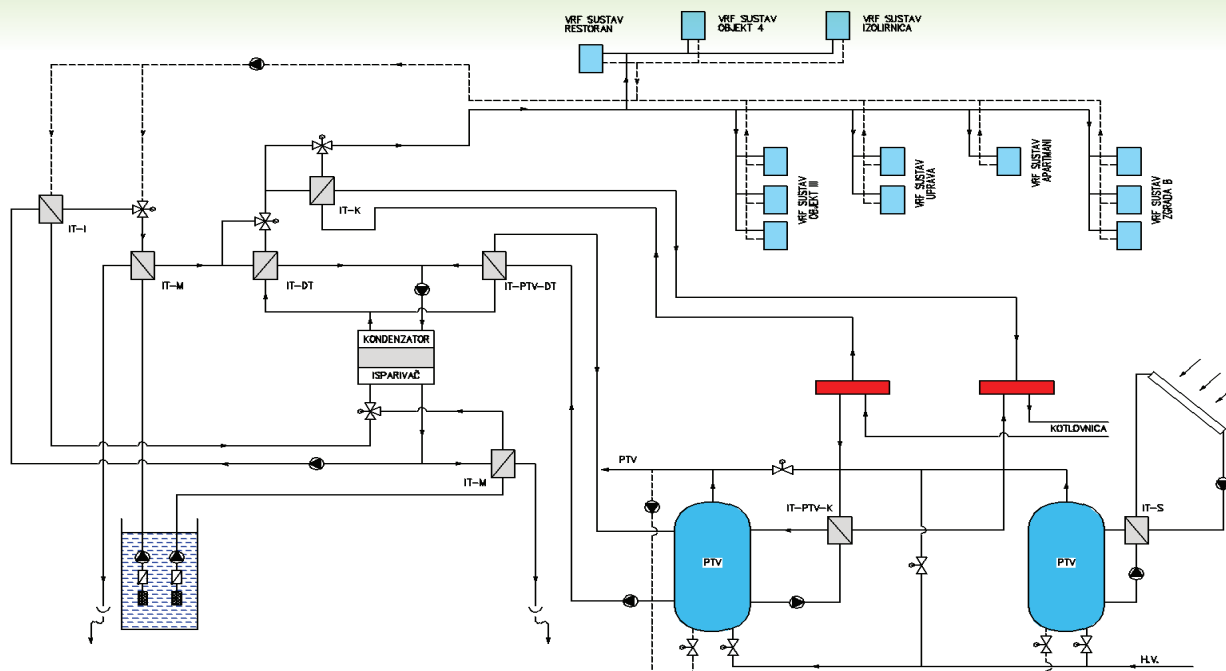 VRF SUSTAV
RESTORAN
VRF SUSTAV
OBJEKT 4
VRF SUSTAV
IZOLIRNICA
VRF SUSTAV
OBJEKT III
VRF SUSTAV
UPRAVA
VRF SUSTAV
APARTMANI
VRF SUSTAV
ZGRADA B
IT-K
IT-I
IT-M
IT-DT
IT-PTV-DT
KONDENZATOR
ISPARIVAČ
KOTLOVNICA
PTV
IT-M
IT-PTV-K
IT-S
PTV
PTV
H.V.